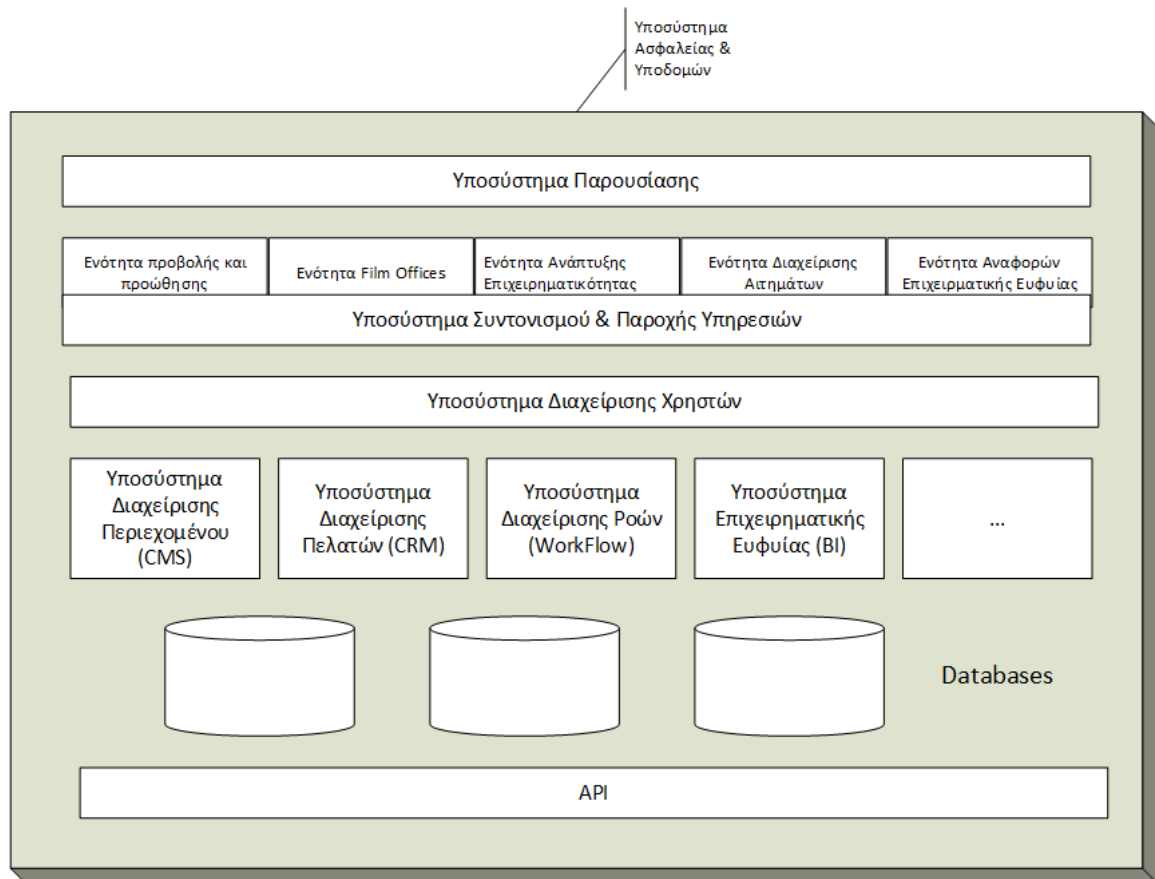 Υποσύστημα
Ασφαλείας &
Υποδομών
Υποσύστημα Παρουσίασης
Ενότητα προβολής και
προώθησης
Ενότητα Film Offices
Ενότητα Ανάπτυξης
Επιχειρηματικότητας
Ενότητα Διαχείρισης
Αιτημάτων
Ενότητα Αναφορών
Επιχειρματικής Ευφυίας
Υποσύστημα Συντονισμού & Παροχής Υπηρεσιών
Υποσύστημα Διαχείρισης Χρηστών
Υποσύστημα
Διαχείρισης
Περιεχομένου
(CMS)
Υποσύστημα
Διαχείρισης
Πελατών (CRM)
Υποσύστημα
Διαχείρισης Ροών
(WorkFlow)
Υποσύστημα
Επιχειρηματικής
Ευφυίας (BI)
...
Databases
API